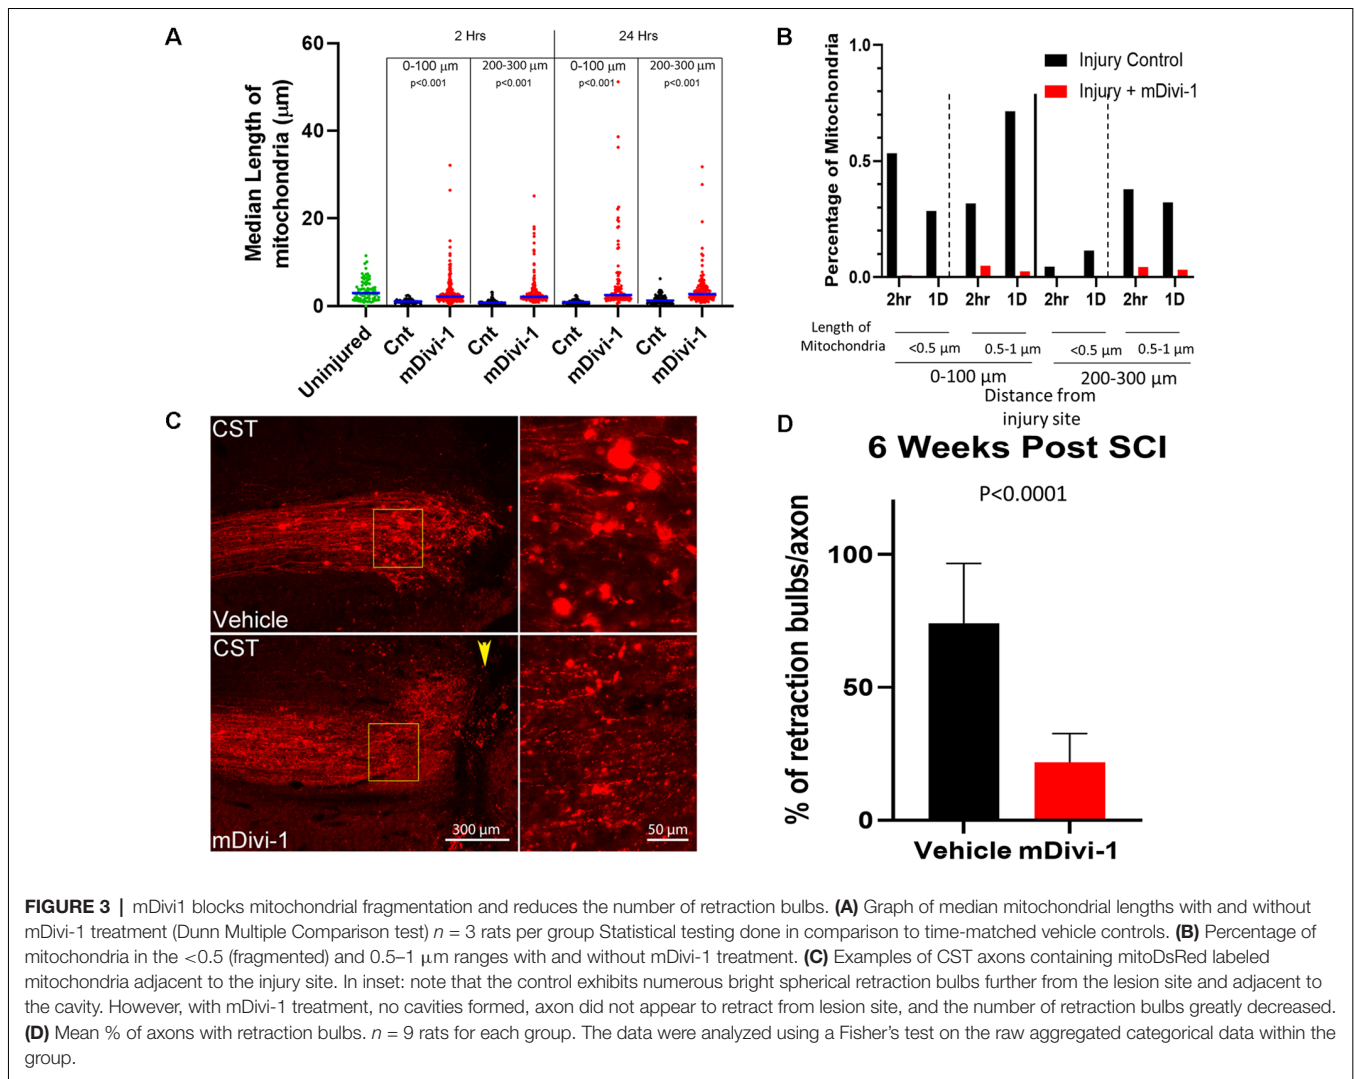 A
2 Hrs
24 Hrs
0-100 µm
200-300 µm
0-100 µm
200-300 µm
p<0.001
p<0.001
p<0.001
p<0.001
Median Length of
mitochondria (µm)
60
40
20
0
Uninjured
Cnt
mDivi-1
Cnt
mDivi-1
Cnt
mDivi-1
Cnt
mDivi-1
B
Percentage of Mitochondria
1.0
0.5
0.0
Injury Control
Injury + mDivi-1
2hr 1D 2hr 1D 2hr 1D 2hr 1D
Length of
Mitochondria
<0.5 µm
0.5-1 µm
<0.5 µm
0.5-1 µm
0-100 µm
200-300 µm
Distance from
injury site
C
CST
Vehicle
CST
mDivi-1
300 µm
50 µm
D
6 Weeks Post SCI
P<0.0001
% of retraction bulbs/axon
100
50
0
Vehicle mDivi-1
FIGURE 3 | mDivi1 blocks mitochondrial fragmentation and reduces the number of retraction bulbs. (A) Graph of median mitochondrial lengths with and without
mDivi-1 treatment (Dunn Multiple Comparison test) n = 3 rats per group Statistical testing done in comparison to time-matched vehicle controls. (B) Percentage of
mitochondria in the <0.5 (fragmented) and 0.5–1 µm ranges with and without mDivi-1 treatment. (C) Examples of CST axons containing mitoDsRed labeled
mitochondria adjacent to the injury site. In inset: note that the control exhibits numerous bright spherical retraction bulbs further from the lesion site and adjacent to
the cavity. However, with mDivi-1 treatment, no cavities formed, axon did not appear to retract from lesion site, and the number of retraction bulbs greatly decreased.
(D) Mean % of axons with retraction bulbs. n = 9 rats for each group. The data were analyzed using a Fisher's test on the raw aggregated categorical data within the
group.